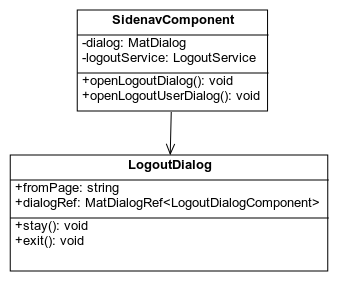 SidenavComponent
-dialog: MatDialog
-logoutService: LogoutService
+openLogoutDialog(): void
+openLogoutUserDialog(): void
LogoutDialog
+fromPage: string
+dialogRef: MatDialogRef<LogoutDialogComponent>
+stay(): void
+exit(): void